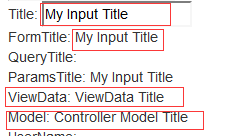 Title: My Input Title
FormTitle: My Input Title
QueryTitle:
ParamsTitle: My Input Title
ViewData: ViewData Title
Model: Controller Model Title
UserName: